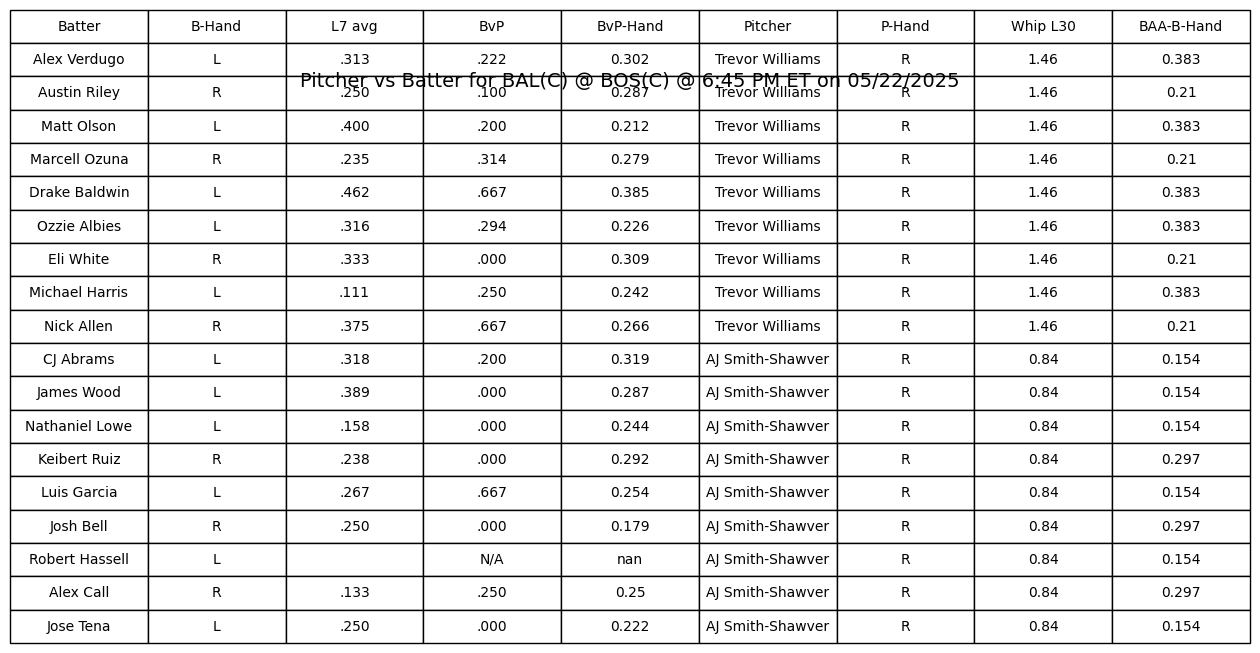 Batter B-Hand L7 avg BvP BvP-Hand Pitcher P-Hand Whip L30 BAA-B-Hand
Alex Verdugo L .313 .222 0.302 Trevor Williams R 1.46 0.383
Pitcher vs Batter for BAL(C) @ BOS(C) @ 6:45 PM ET on 05/22/2025
Austin Riley R .250 .100 0.287 Trevor Williams R 1.46 0.21
Matt Olson L .400 .200 0.212 Trevor Williams R 1.46 0.383
Marcell Ozuna R .235 .314 0.279 Trevor Williams R 1.46 0.21
Drake Baldwin L .462 .667 0.385 Trevor Williams R 1.46 0.383
Ozzie Albies L .316 .294 0.226 Trevor Williams R 1.46 0.383
Eli White R .333 .000 0.309 Trevor Williams R 1.46 0.21
Michael Harris L .111 .250 0.242 Trevor Williams R 1.46 0.383
Nick Allen R .375 .667 0.266 Trevor Williams R 1.46 0.21
CJ Abrams L .318 .200 0.319 AJ Smith-Shawver R 0.84 0.154
James Wood L .389 .000 0.287 AJ Smith-Shawver R 0.84 0.154
Nathaniel Lowe L .158 .000 0.244 AJ Smith-Shawver R 0.84 0.154
Keibert Ruiz R .238 .000 0.292 AJ Smith-Shawver R 0.84 0.297
Luis Garcia L .267 .667 0.254 AJ Smith-Shawver R 0.84 0.154
Josh Bell R .250 .000 0.179 AJ Smith-Shawver R 0.84 0.297
Robert Hassell L N/A nan AJ Smith-Shawver R 0.84 0.154
Alex Call R .133 .250 0.25 AJ Smith-Shawver R 0.84 0.297
Jose Tena L .250 .000 0.222 AJ Smith-Shawver R 0.84 0.154